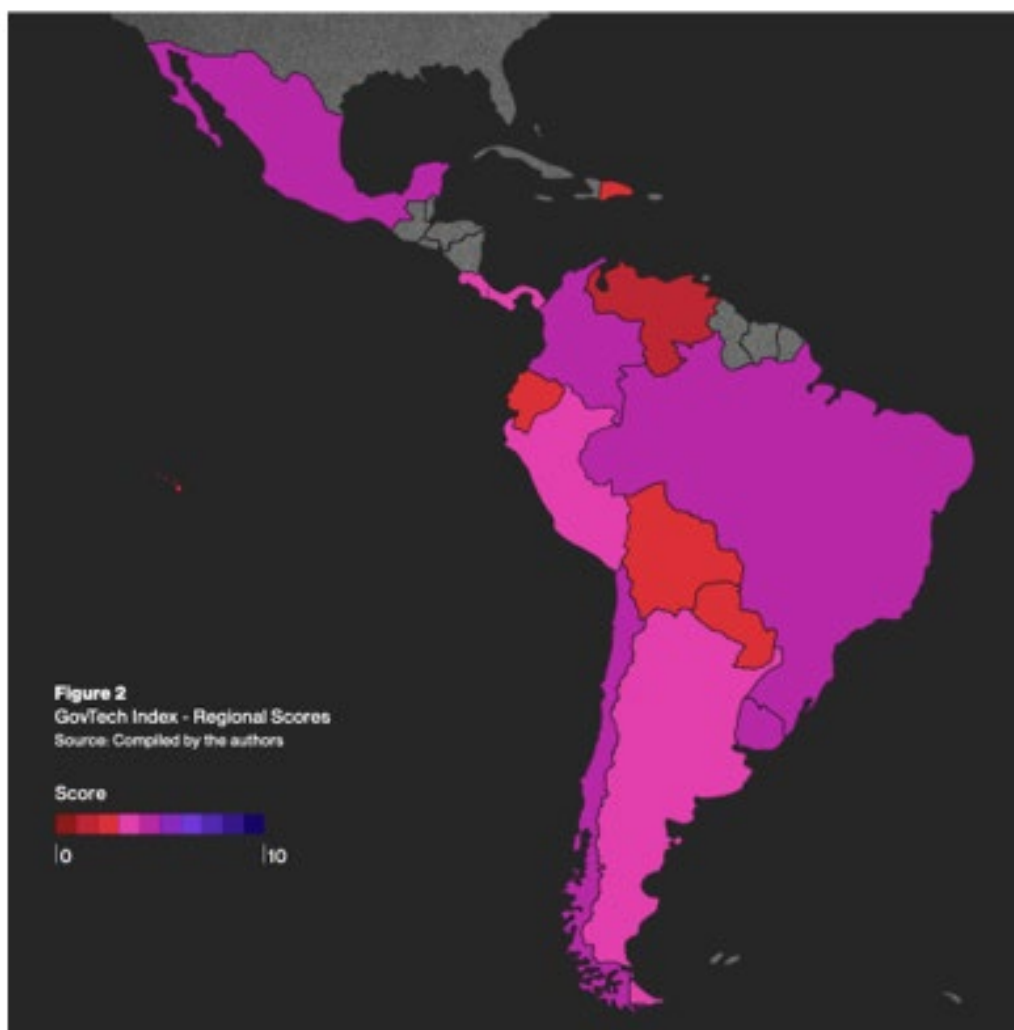 Figure 2
GovTech Index - Regional Scores
Source: Compiled by the authors
Score
0
10